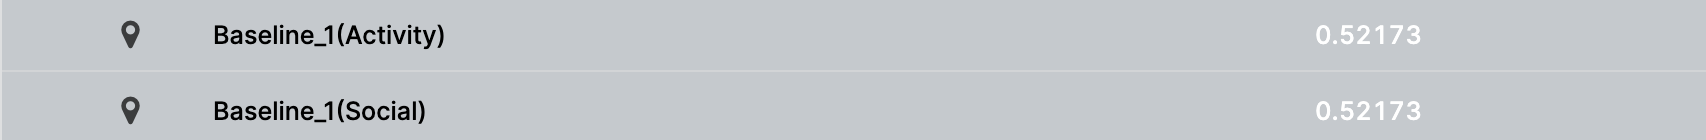 Baseline_1(Activity) 0.52173
Baseline_1(Social) 0.52173